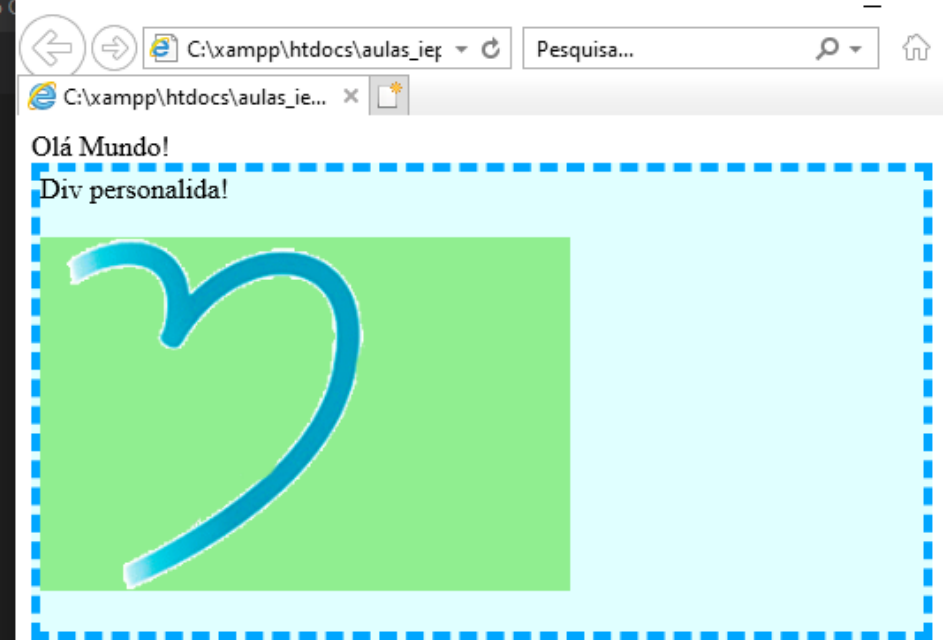 C:\xampp\htdocs\aulas_iep
Pesquisa...
C:\xampp\htdocs\aulas_ie...
Olá Mundo!
Div personalida!